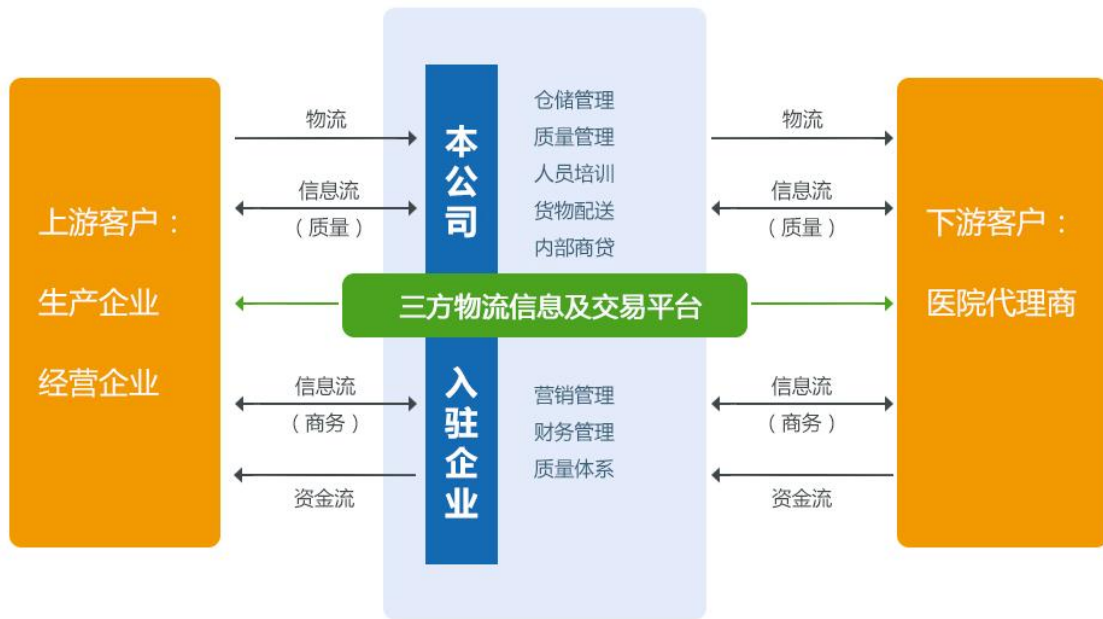 上游客户：
生产企业
经营企业
物流
信息流
（质量）
信息流
（商务）
资金流
本公司
仓储管理
质量管理
人员培训
货物配送
内部商贷
三方物流信息及交易平台
入驻企业
营销管理
财务管理
质量体系
物流
信息流
（质量）
信息流
（商务）
资金流
下游客户：
医院代理商